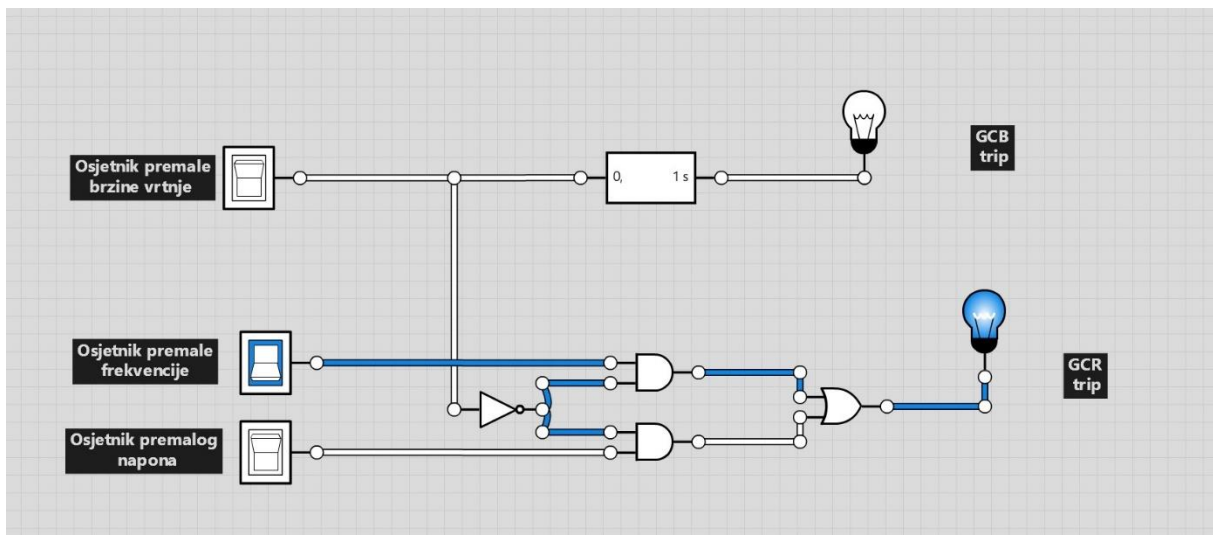 Osjetnik premale
brzine vrtnje
0, 1 s
GCB
trip
Osjetnik premale
frekvencije
GCR
trip
Osjetnik premalog
napona